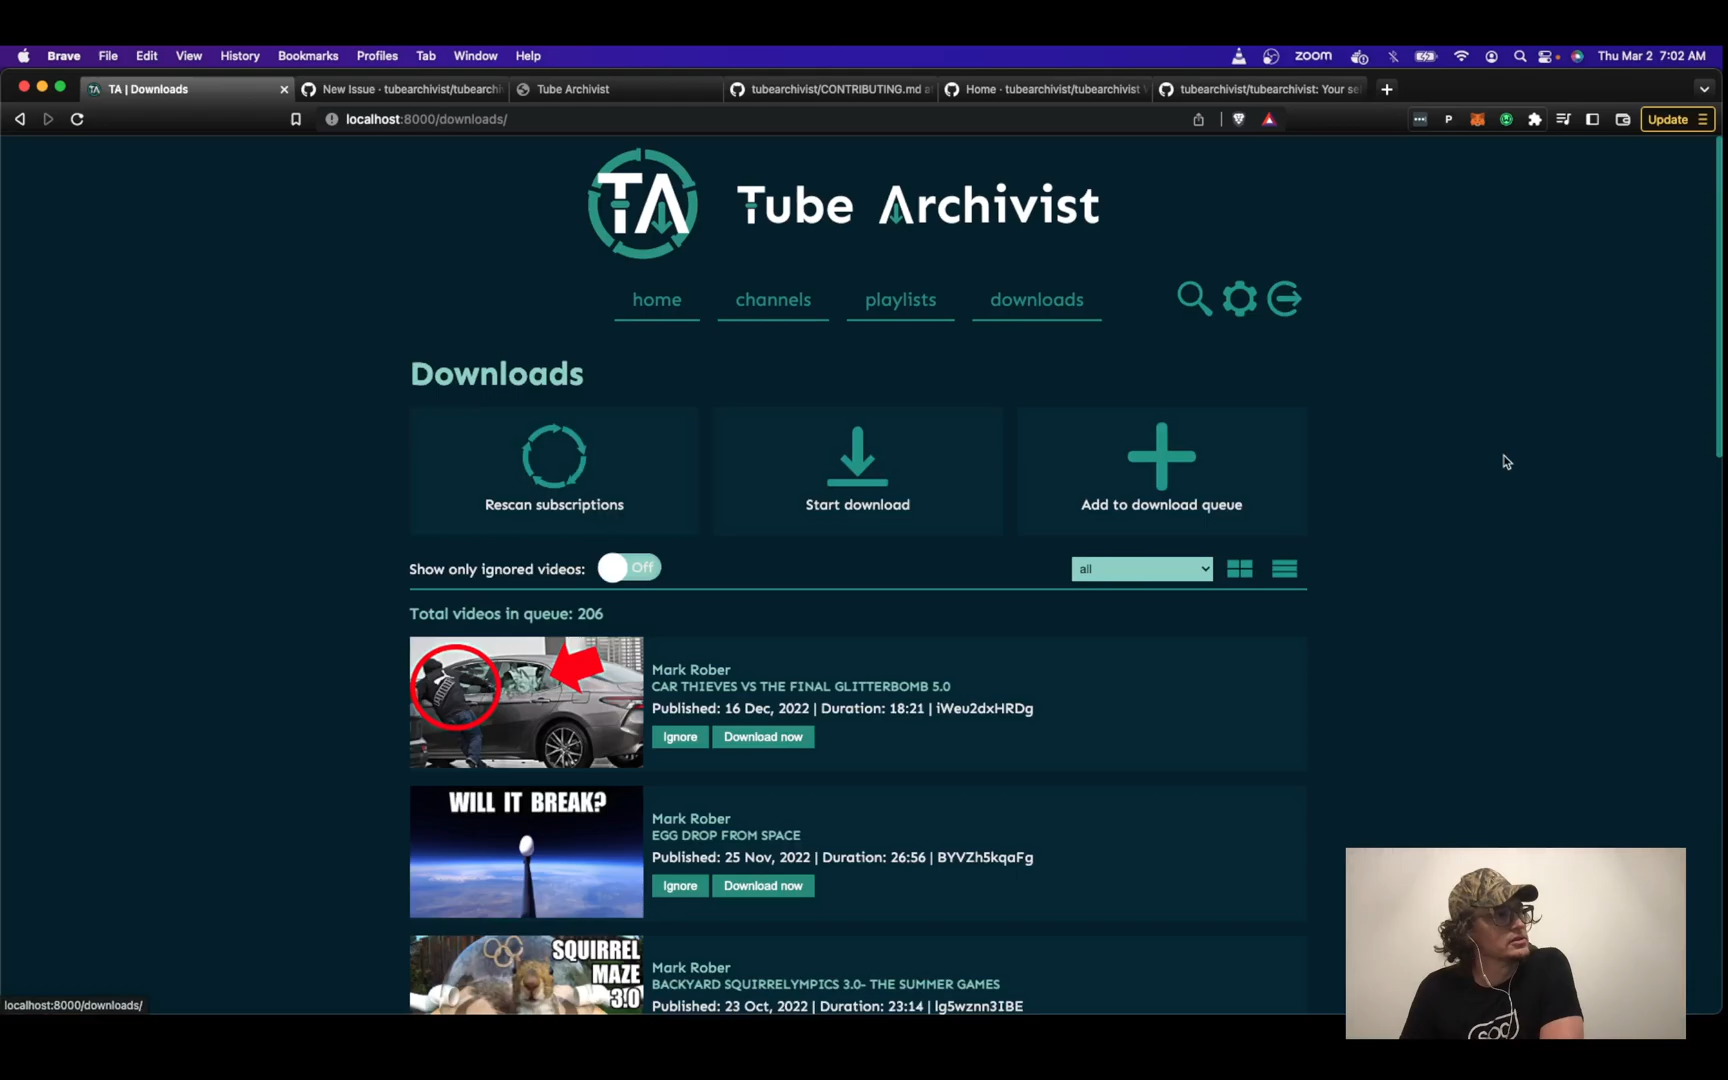 Brave File Edit View History Bookmarks Profiles Tab Window Help zoom Thu Mar 2 7:02 AM
TA | Downloads New Issue · tubearchivist/tubearchiv Tube Archivist tubearchivist/CONTRIBUTING.md a Home · tubearchivist/tubearchivist tubearchivist/tubearchivist: Your se
localhost:8000/downloads/ P Update
TA Tube Archivist
home channels playlists downloads
Downloads
Rescan subscriptions Start download Add to download queue
Show only ignored videos: Off all
Total videos in queue: 206
Mark Rober
CAR THIEVES VS THE FINAL GLITTERBOMB 5.0
Published: 16 Dec, 2022 | Duration: 18:21 | iWeu2dxHRDg
Ignore Download now
WILL IT BREAK?
Mark Rober
EGG DROP FROM SPACE
Published: 25 Nov, 2022 | Duration: 26:56 | BYVZh5kqaFg
Ignore Download now
SQUIRREL
MAZE
3.0
Mark Rober
BACKYARD SQUIRRELYMPICS 3.0- THE SUMMER GAMES
Published: 23 Oct, 2022 | Duration: 23:14 | lg5wznn3IBE
localhost:8000/downloads/